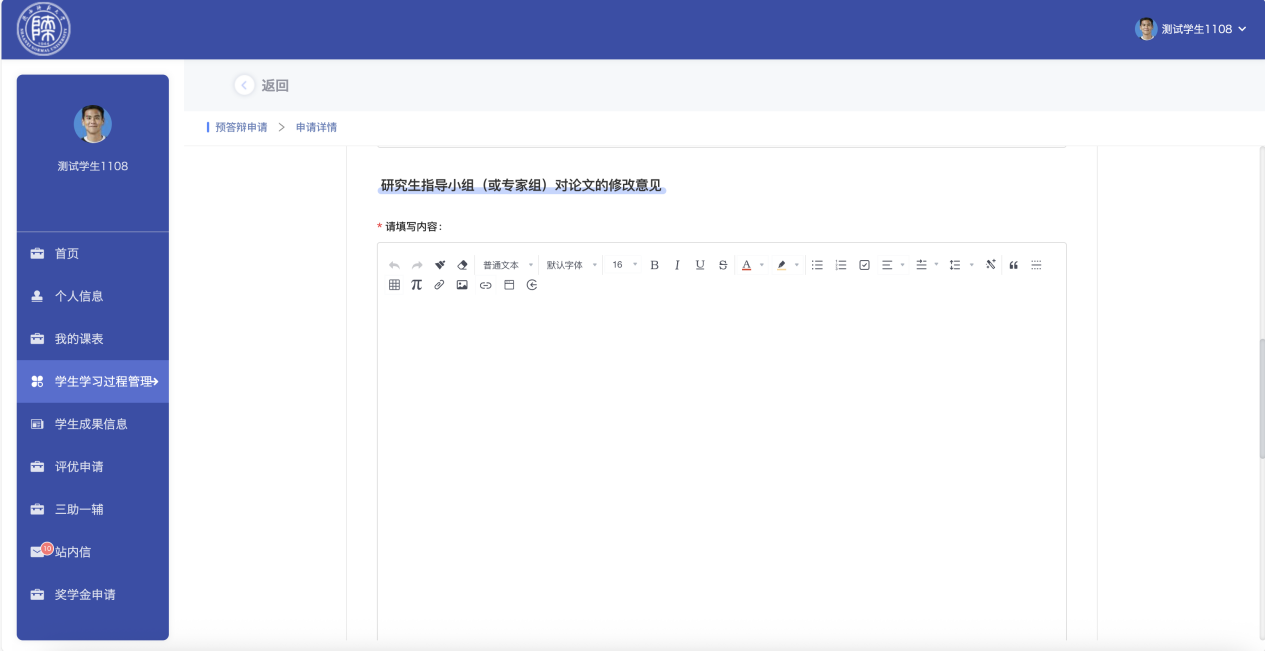 测试学生1108
返回
预答辩申请 > 申请详情
测试学生1108
研究生指导小组（或专家组）对论文的修改意见
* 请填写内容：
普通文本 默认字体 16 B I U S A
π
首页
个人信息
我的课表
学生学习过程管理
学生成果信息
评优申请
三助一辅
10 站内信
奖学金申请